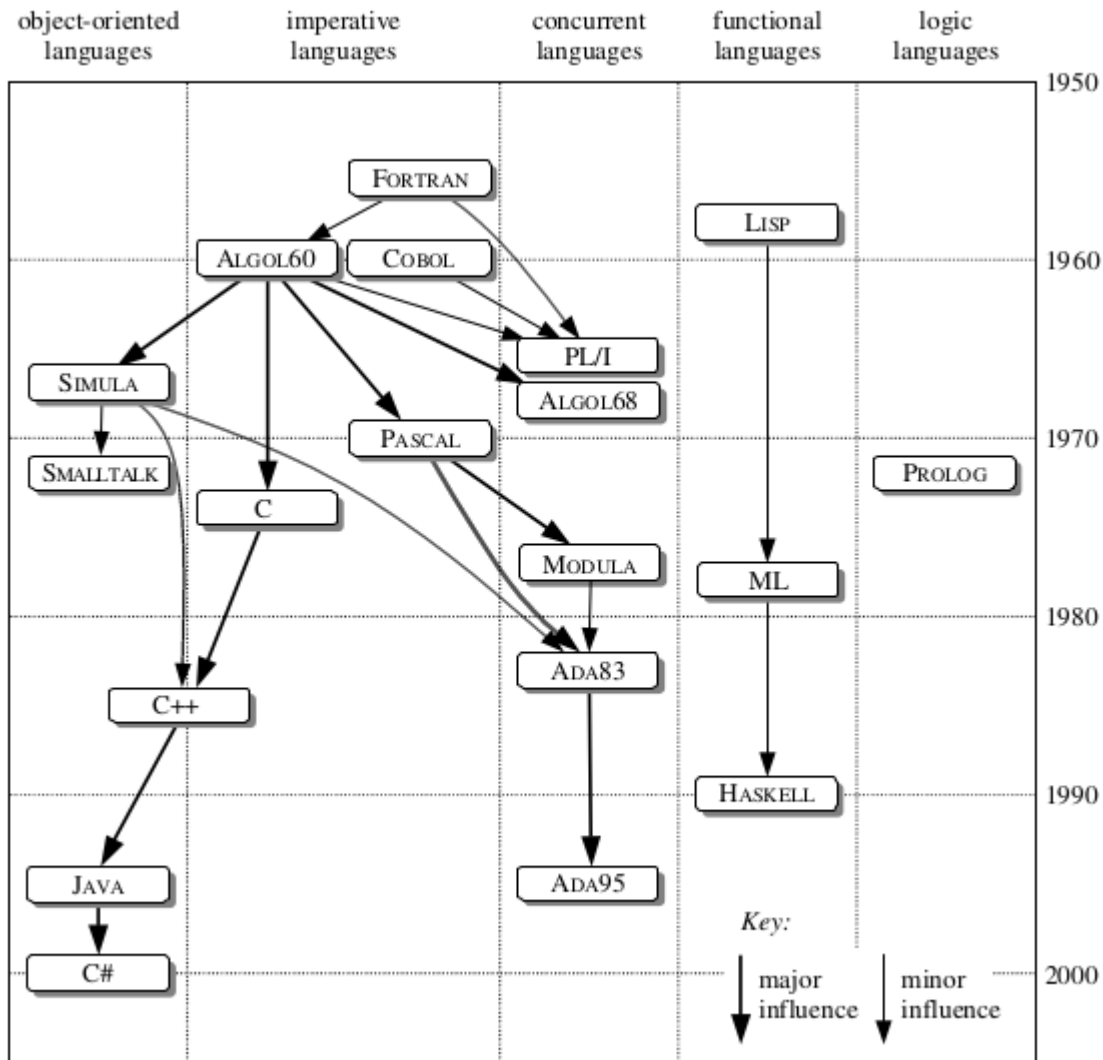 object-oriented
languages
imperative
languages
concurrent
languages
functional
languages
logic
languages
1950
FORTRAN
LISP
ALGOL60
COBOL
1960
PL/I
SIMULA
ALGOL68
PASCAL
1970
SMALLTALK
PROLOG
C
MODULA
ML
1980
ADA83
C++
HASKELL
1990
JAVA
ADA95
Key:
C#
major
influence
minor
influence
2000